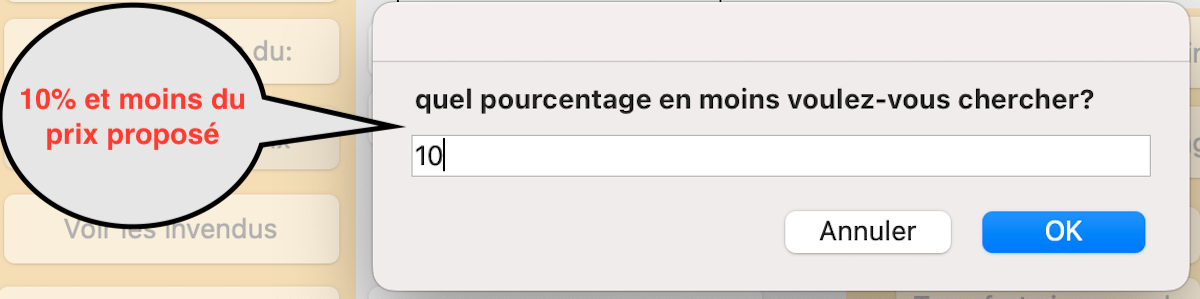 du:
10% et moins du
prix proposé
quel pourcentage en moins voulez-vous chercher?
10
Voir les invendus
Annuler
OK